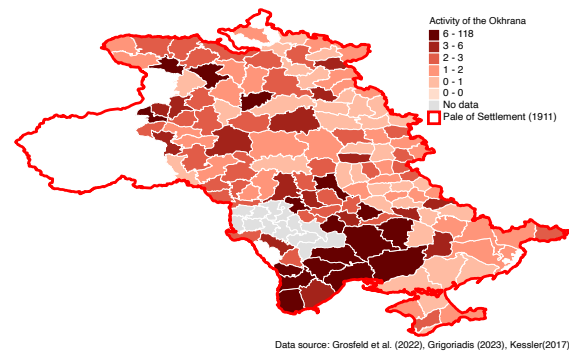 Activity of the Okhrana
6 - 118
3 - 6
2 - 3
1 - 2
0 - 1
0 - 0
No data
Pale of Settlement (1911)
Data source: Grosfeld et al. (2022), Grigoriadis (2023), Kessler(2017)